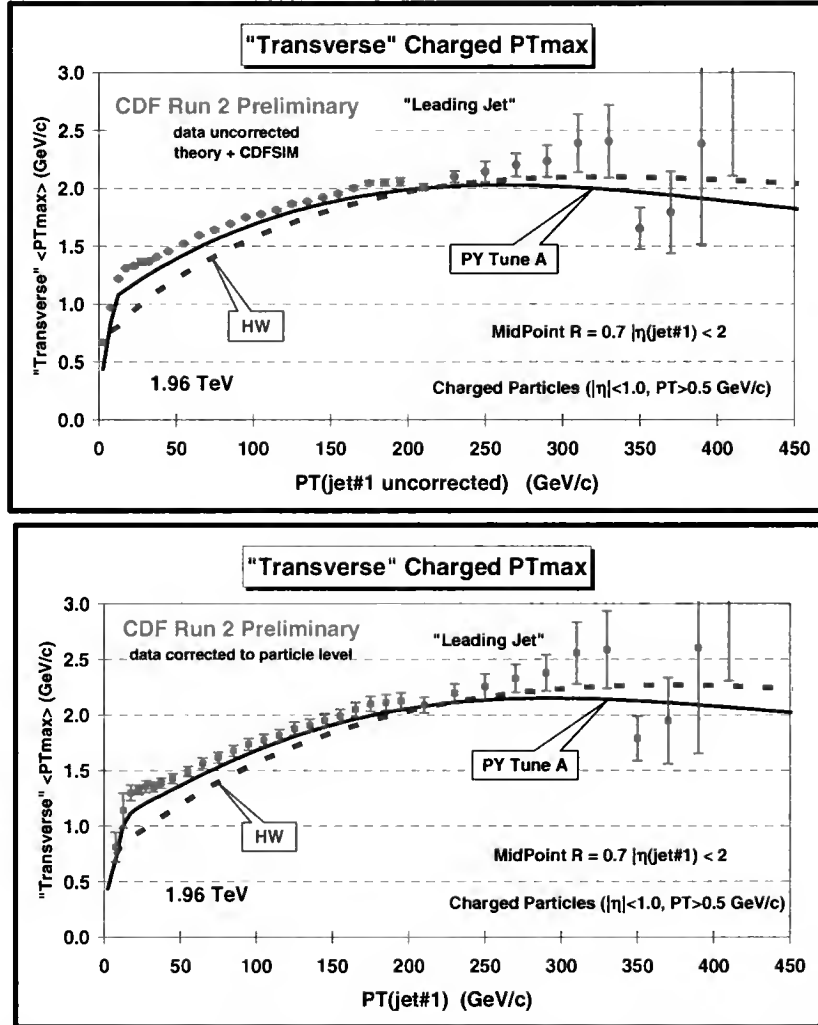 "Transverse" Charged PTmax
"Transverse" <PTmax> (GeV/c)
3.0
2.5
2.0
1.5
1.0
0.5
0.0
CDF Run 2 Preliminary
data uncorrected
theory + CDFSIM
"Leading Jet"
PY Tune A
HW
MidPoint R = 0.7 |η(jet#1) < 2
1.96 TeV
Charged Particles (|η|<1.0, PT>0.5 GeV/c)
0 50 100 150 200 250 300 350 400 450
PT(jet#1 uncorrected) (GeV/c)
"Transverse" Charged PTmax
"Transverse" <PTmax> (GeV/c)
3.0
2.5
2.0
1.5
1.0
0.5
0.0
CDF Run 2 Preliminary
data corrected to particle level
"Leading Jet"
PY Tune A
HW
MidPoint R = 0.7 |η(jet#1) < 2
1.96 TeV
Charged Particles (|η|<1.0, PT>0.5 GeV/c)
0 50 100 150 200 250 300 350 400 450
PT(jet#1) (GeV/c)